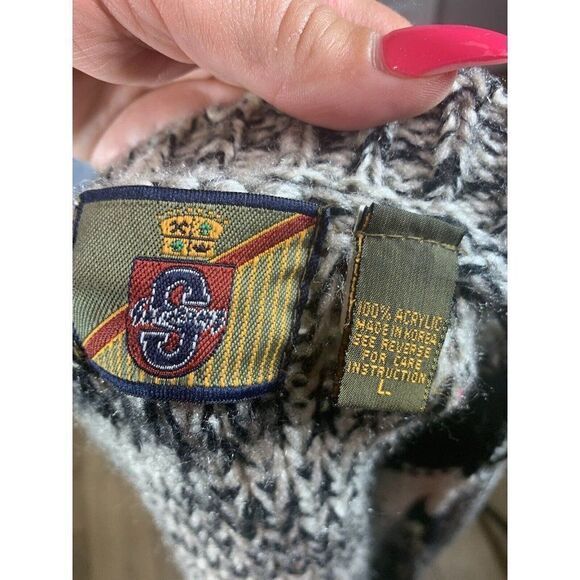 S
100% ACRYLIC
MADE IN KOREA
SEE REVERSE
FOR CARE
INSTRUCTION
L.